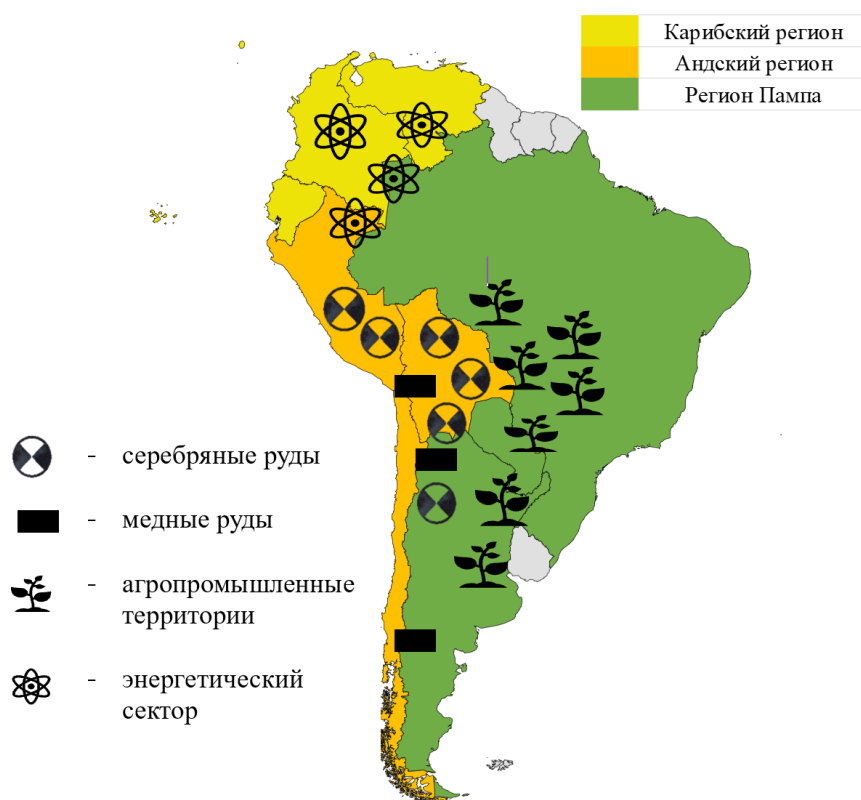 Карибский регион
Андский регион
Регион Пампа
- серебряные руды
- медные руды
- агропромышленные
территории
- энергетический
сектор